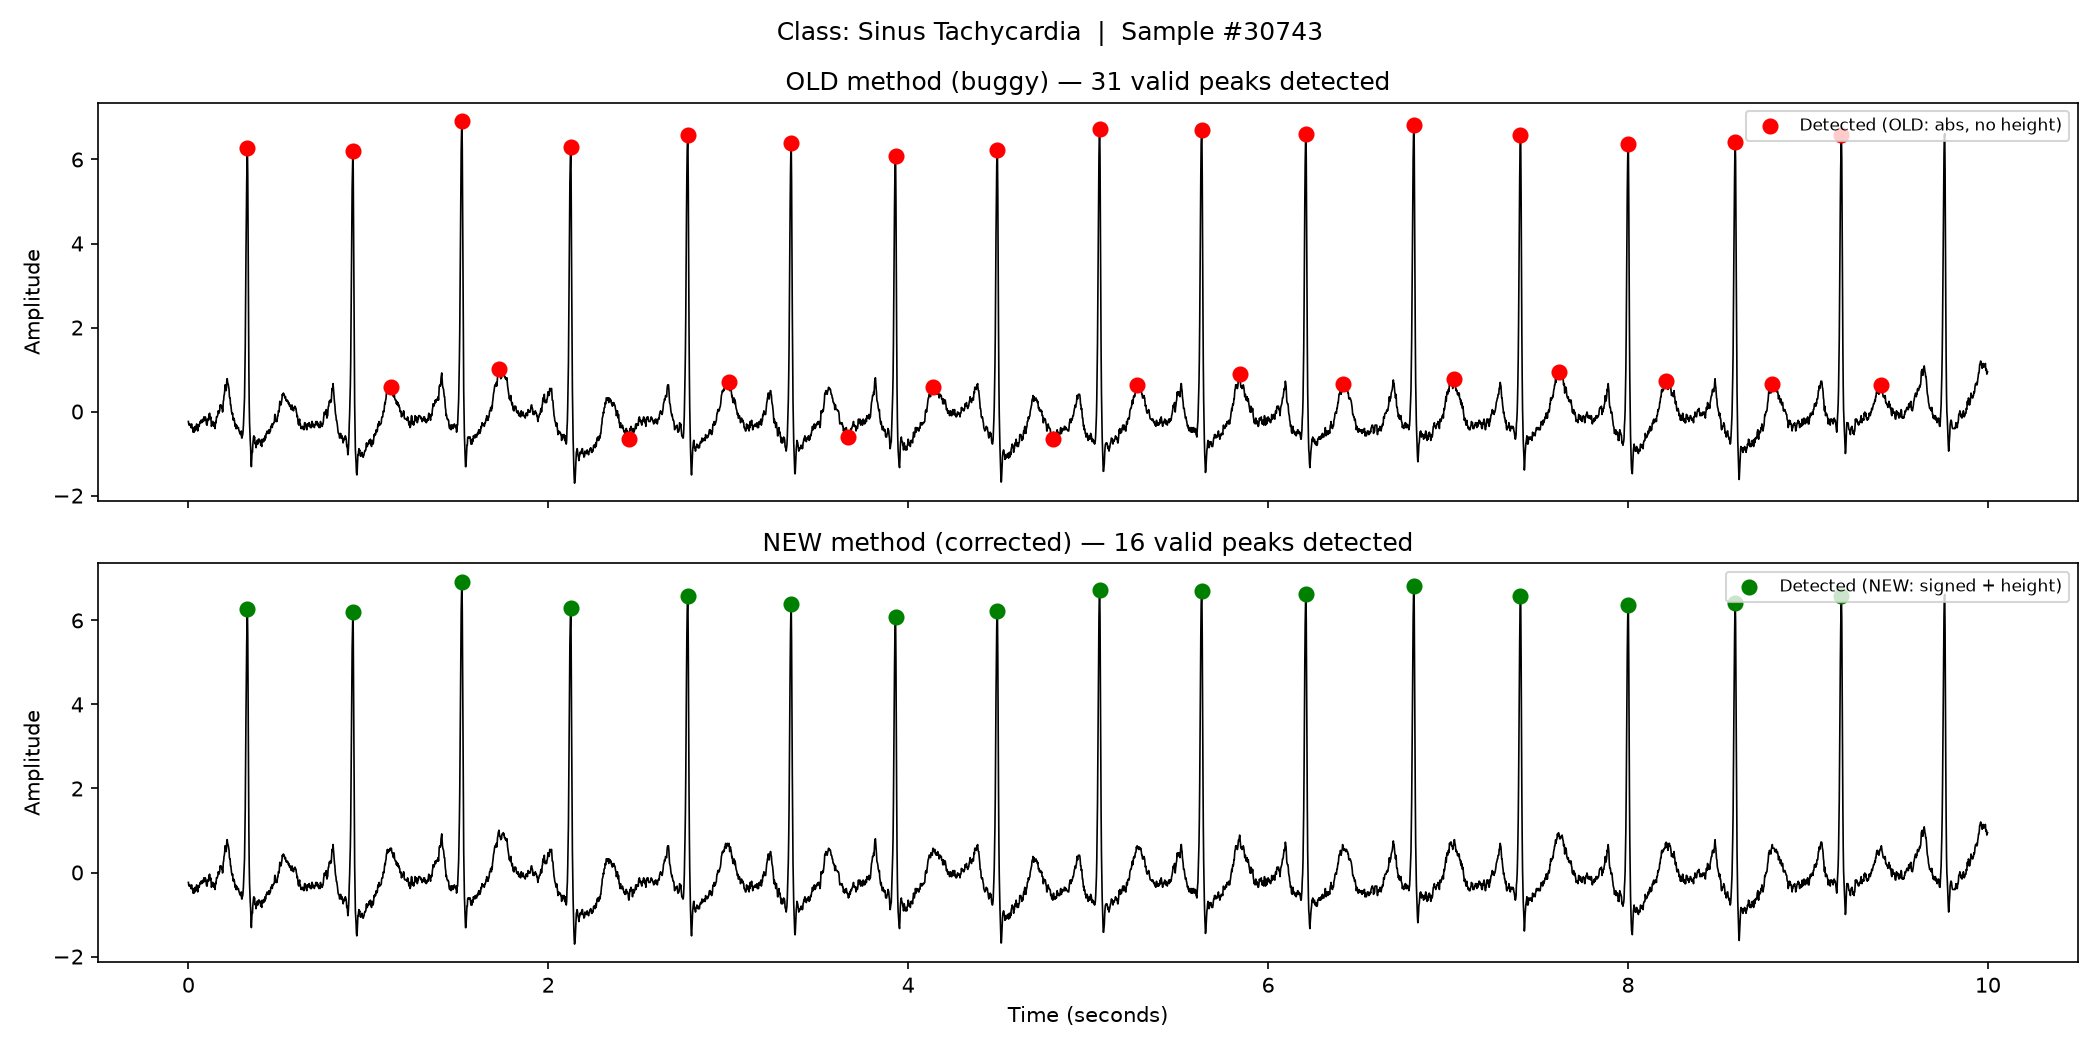 Class: Sinus Tachycardia | Sample #30743
OLD method (buggy) — 31 valid peaks detected
Detected (OLD: abs, no height)
Amplitude
6
4
2
0
−2
NEW method (corrected) — 16 valid peaks detected
Detected (NEW: signed + height)
Amplitude
6
4
2
0
−2
0 2 4 6 8 10
Time (seconds)